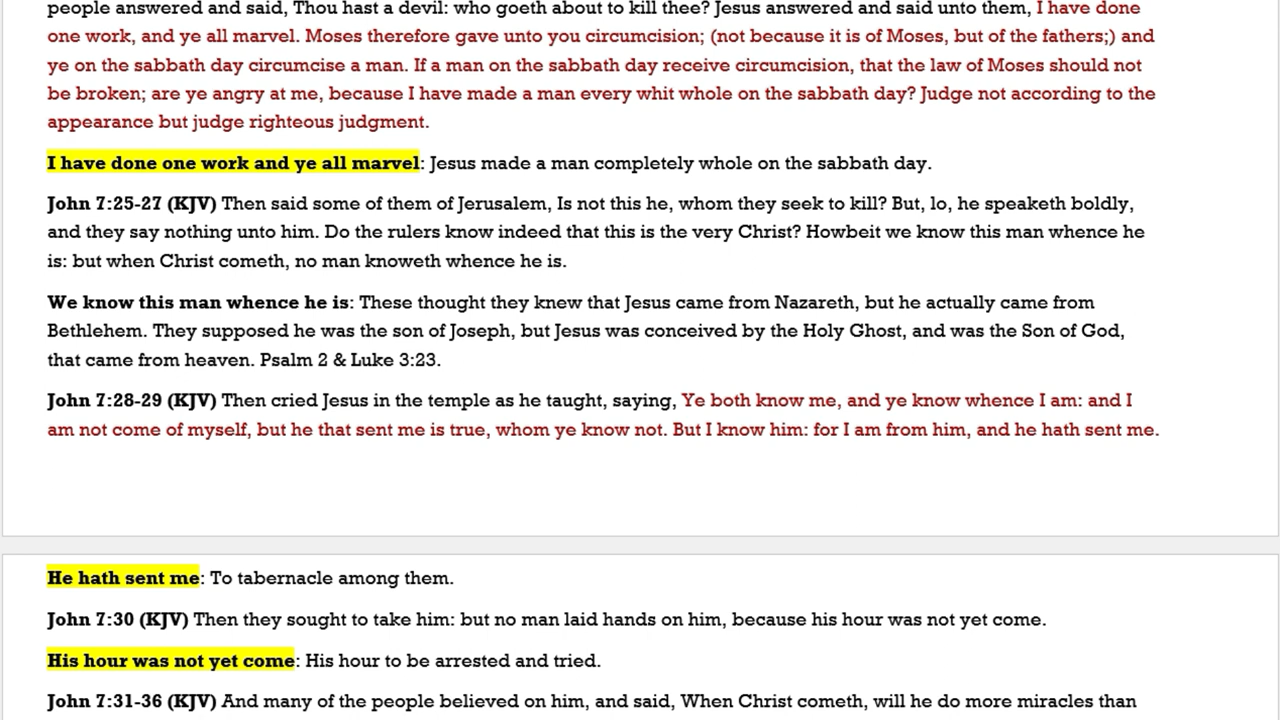 people answered and said, Thou hast a devil: who goeth about to kill thee? Jesus answered and said unto them, I have done
one work, and ye all marvel. Moses therefore gave unto you circumcision; (not because it is of Moses, but of the fathers;) and
ye on the sabbath day circumcise a man. If a man on the sabbath day receive circumcision, that the law of Moses should not
be broken; are ye angry at me, because I have made a man every whit whole on the sabbath day? Judge not according to the
appearance but judge righteous judgment.
I have done one work and ye all marvel: Jesus made a man completely whole on the sabbath day.
John 7:25-27 (KJV) Then said some of them of Jerusalem, Is not this he, whom they seek to kill? But, lo, he speaketh boldly,
and they say nothing unto him. Do the rulers know indeed that this is the very Christ? Howbeit we know this man whence he
is: but when Christ cometh, no man knoweth whence he is.
We know this man whence he is: These thought they knew that Jesus came from Nazareth, but he actually came from
Bethlehem. They supposed he was the son of Joseph, but Jesus was conceived by the Holy Ghost, and was the Son of God,
that came from heaven. Psalm 2 & Luke 3:23.
John 7:28-29 (KJV) Then cried Jesus in the temple as he taught, saying, Ye both know me, and ye know whence I am: and I
am not come of myself, but he that sent me is true, whom ye know not. But I know him: for I am from him, and he hath sent me.
He hath sent me: To tabernacle among them.
John 7:30 (KJV) Then they sought to take him: but no man laid hands on him, because his hour was not yet come.
His hour was not yet come: His hour to be arrested and tried.
John 7:31-36 (KJV) And many of the people believed on him, and said, When Christ cometh, will he do more miracles than